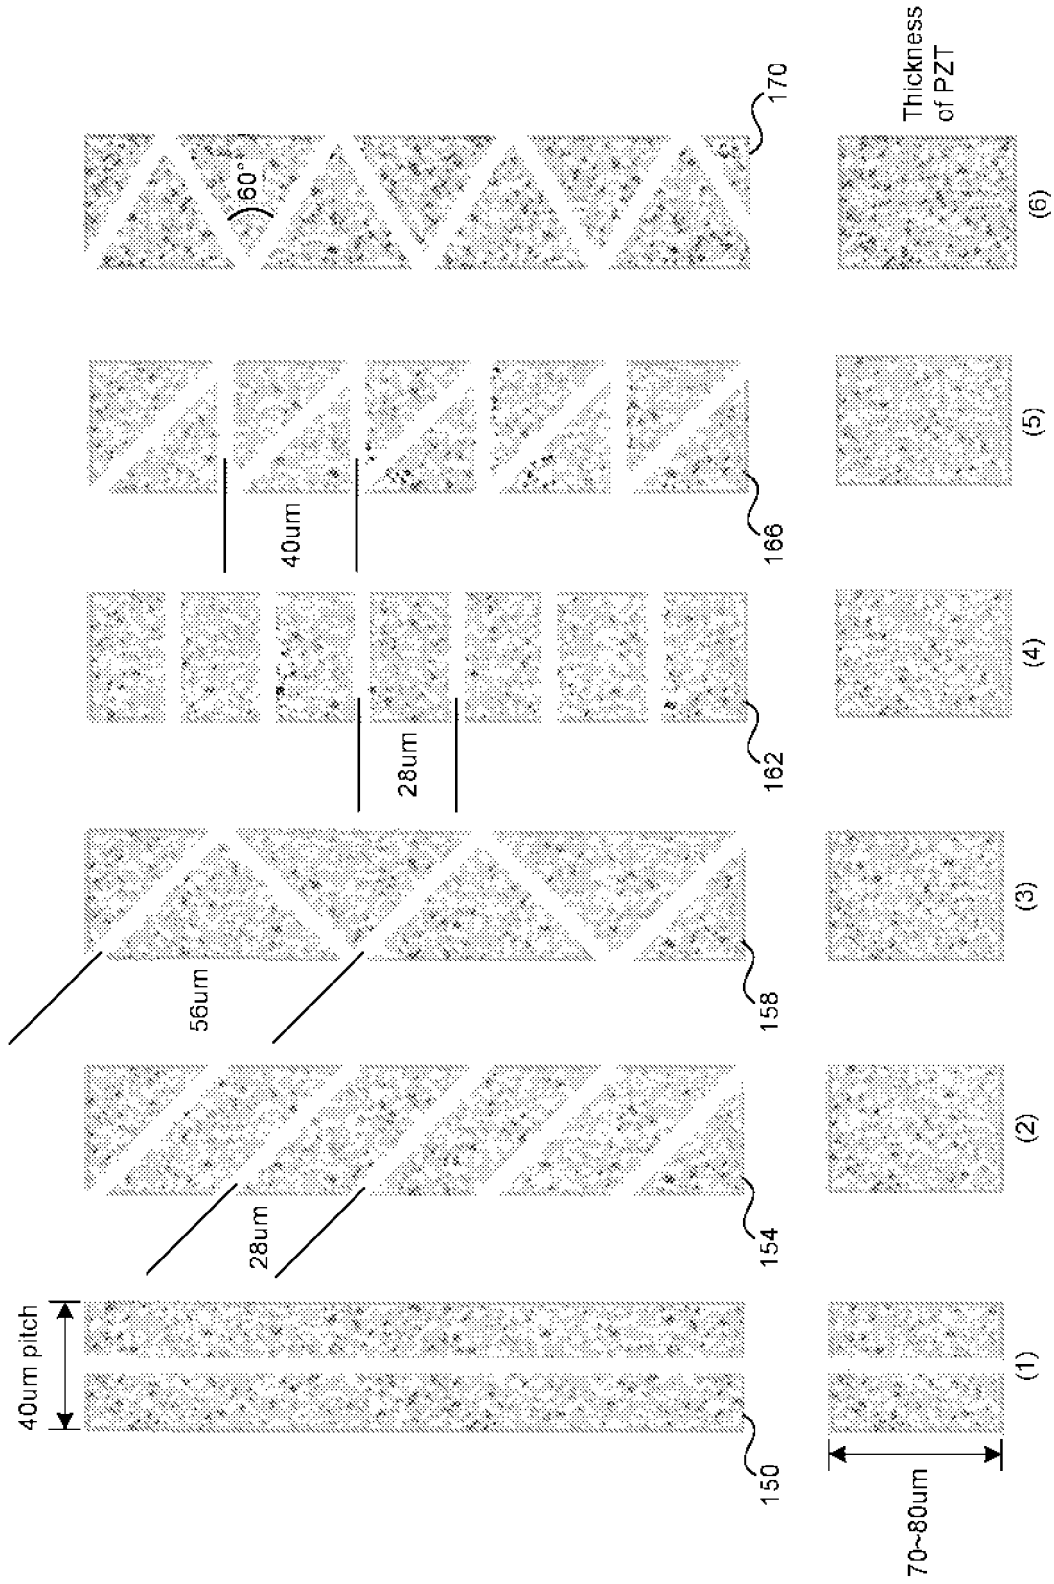 40um pitch
150
70~80um
(1)
28um
154
(2)
56um
158
(3)
28um
162
(4)
40um
166
(5)
60°
170
(6)
Thickness
of PZT